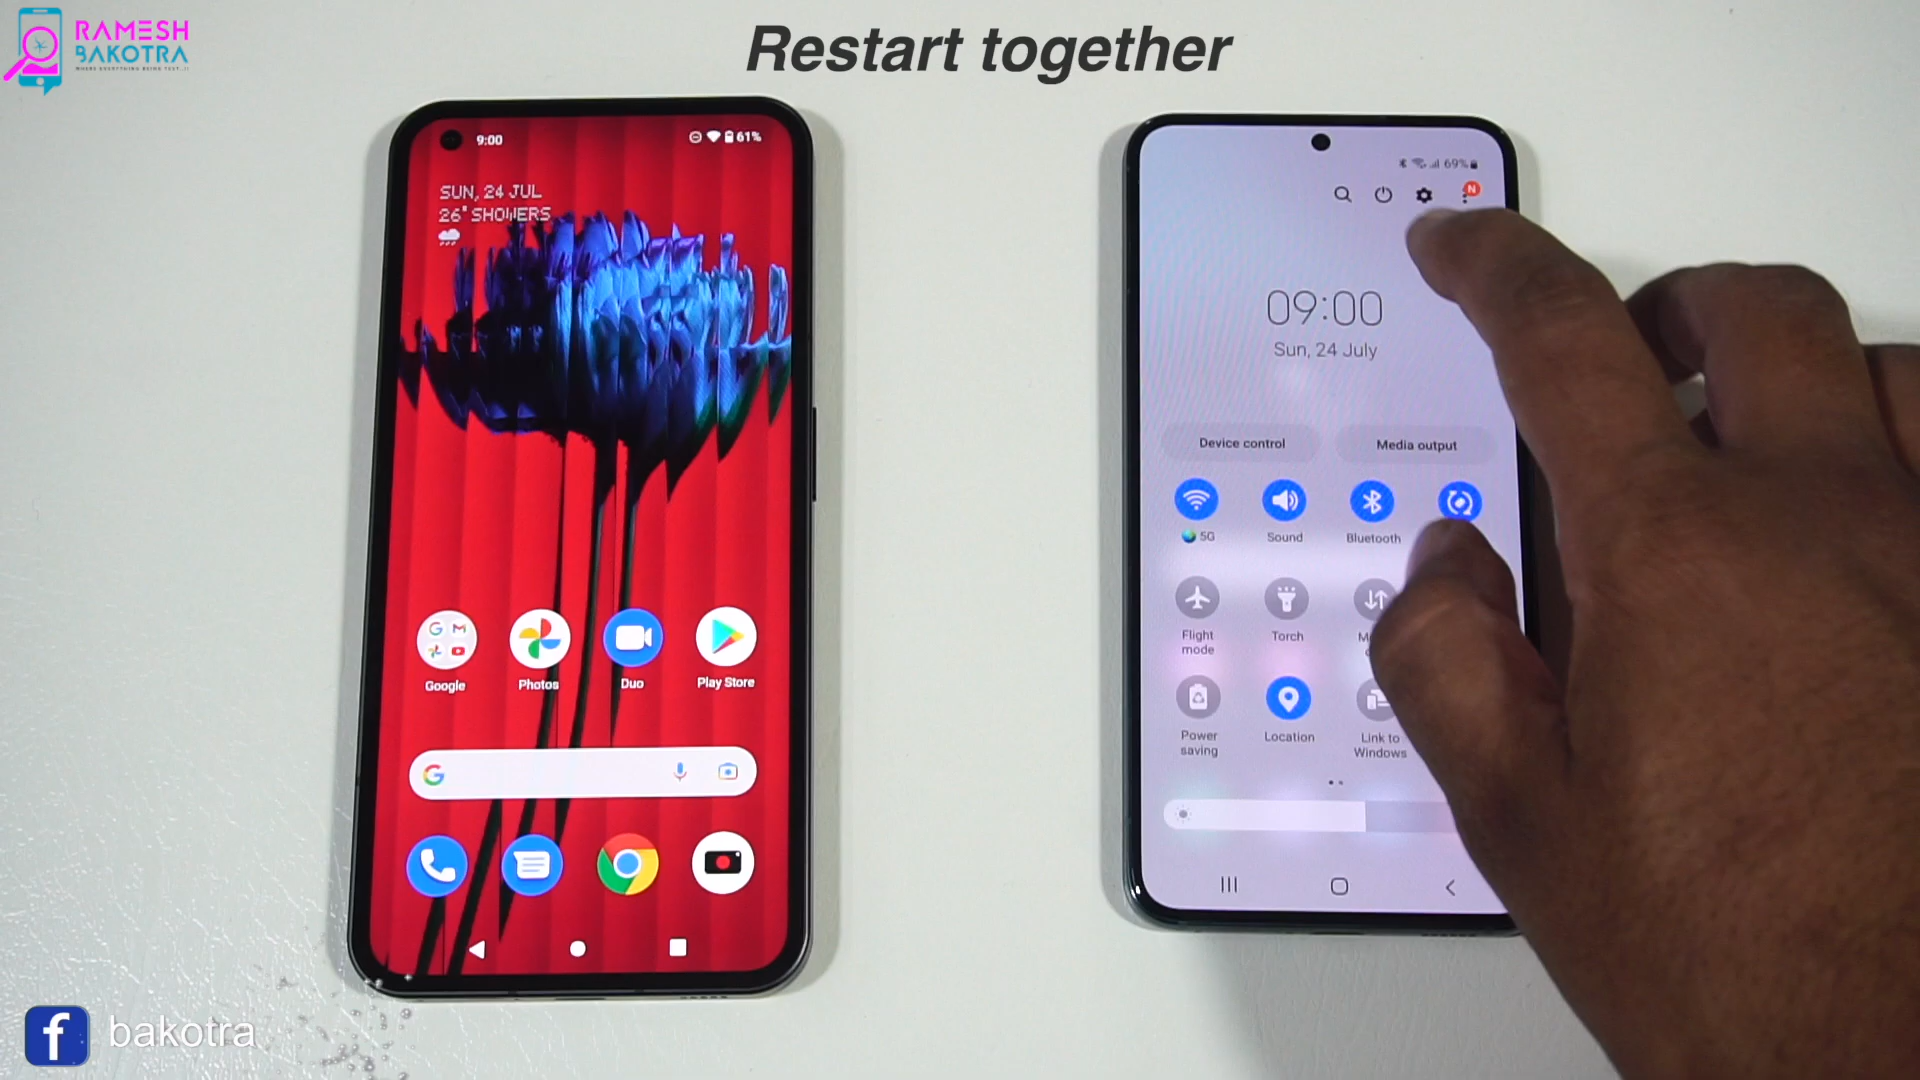 RAMESH
BAKOTRA
Restart together
9:00
61%
SUN, 24 JUL
26° SHOWERS
Google
Photos
Duo
Play Store
69%
N
09:00
Sun, 24 July
Device control
Media output
5G
Sound
Bluetooth
Flight
mode
Torch
Power
saving
Location
Link to
Windows
f bakotra